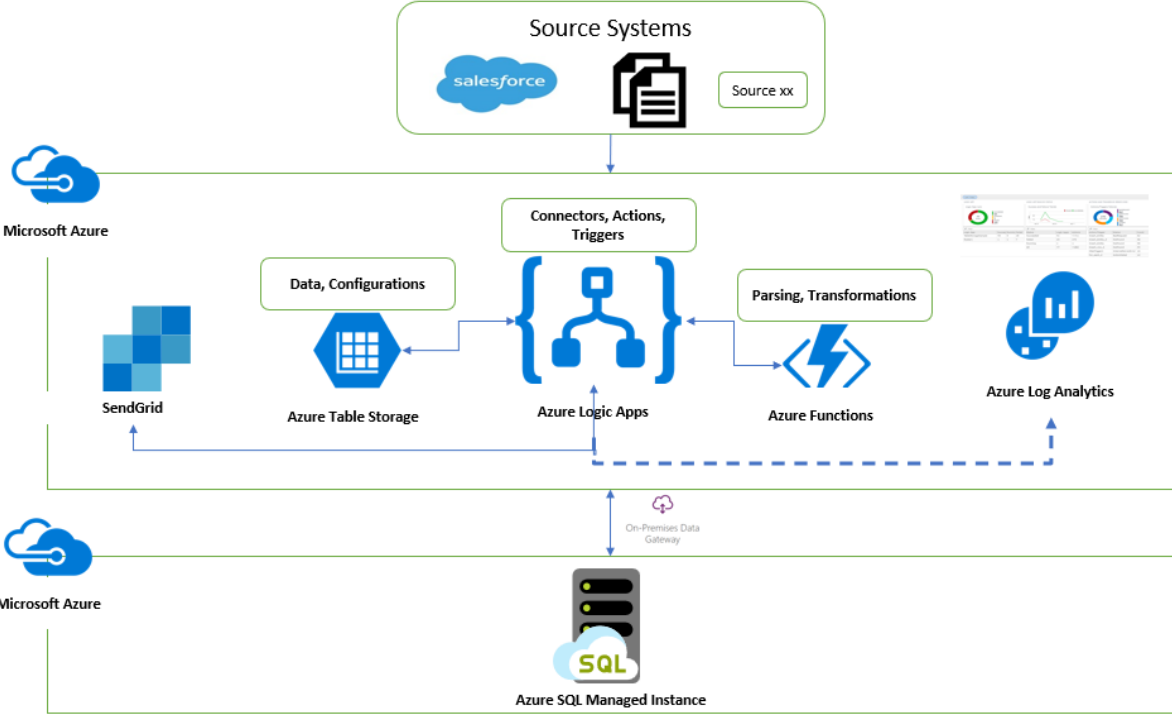 Source Systems
salesforce
Source xx
Microsoft Azure
Connectors, Actions,
Triggers
Data, Configurations
Parsing, Transformations
SendGrid
Azure Table Storage
Azure Logic Apps
Azure Functions
Azure Log Analytics
On-Premises Data
Gateway
Microsoft Azure
SQL
Azure SQL Managed Instance